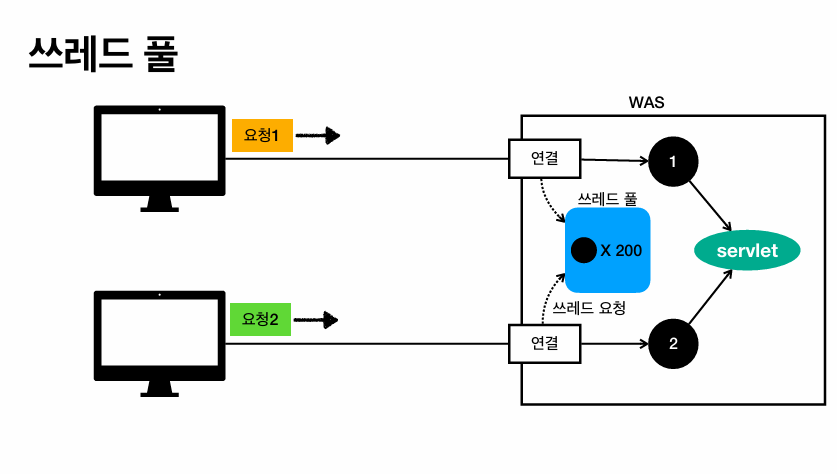 쓰레드 풀
WAS
요청1
연결
1
쓰레드 풀
X 200
servlet
쓰레드 요청
요청2
연결
2